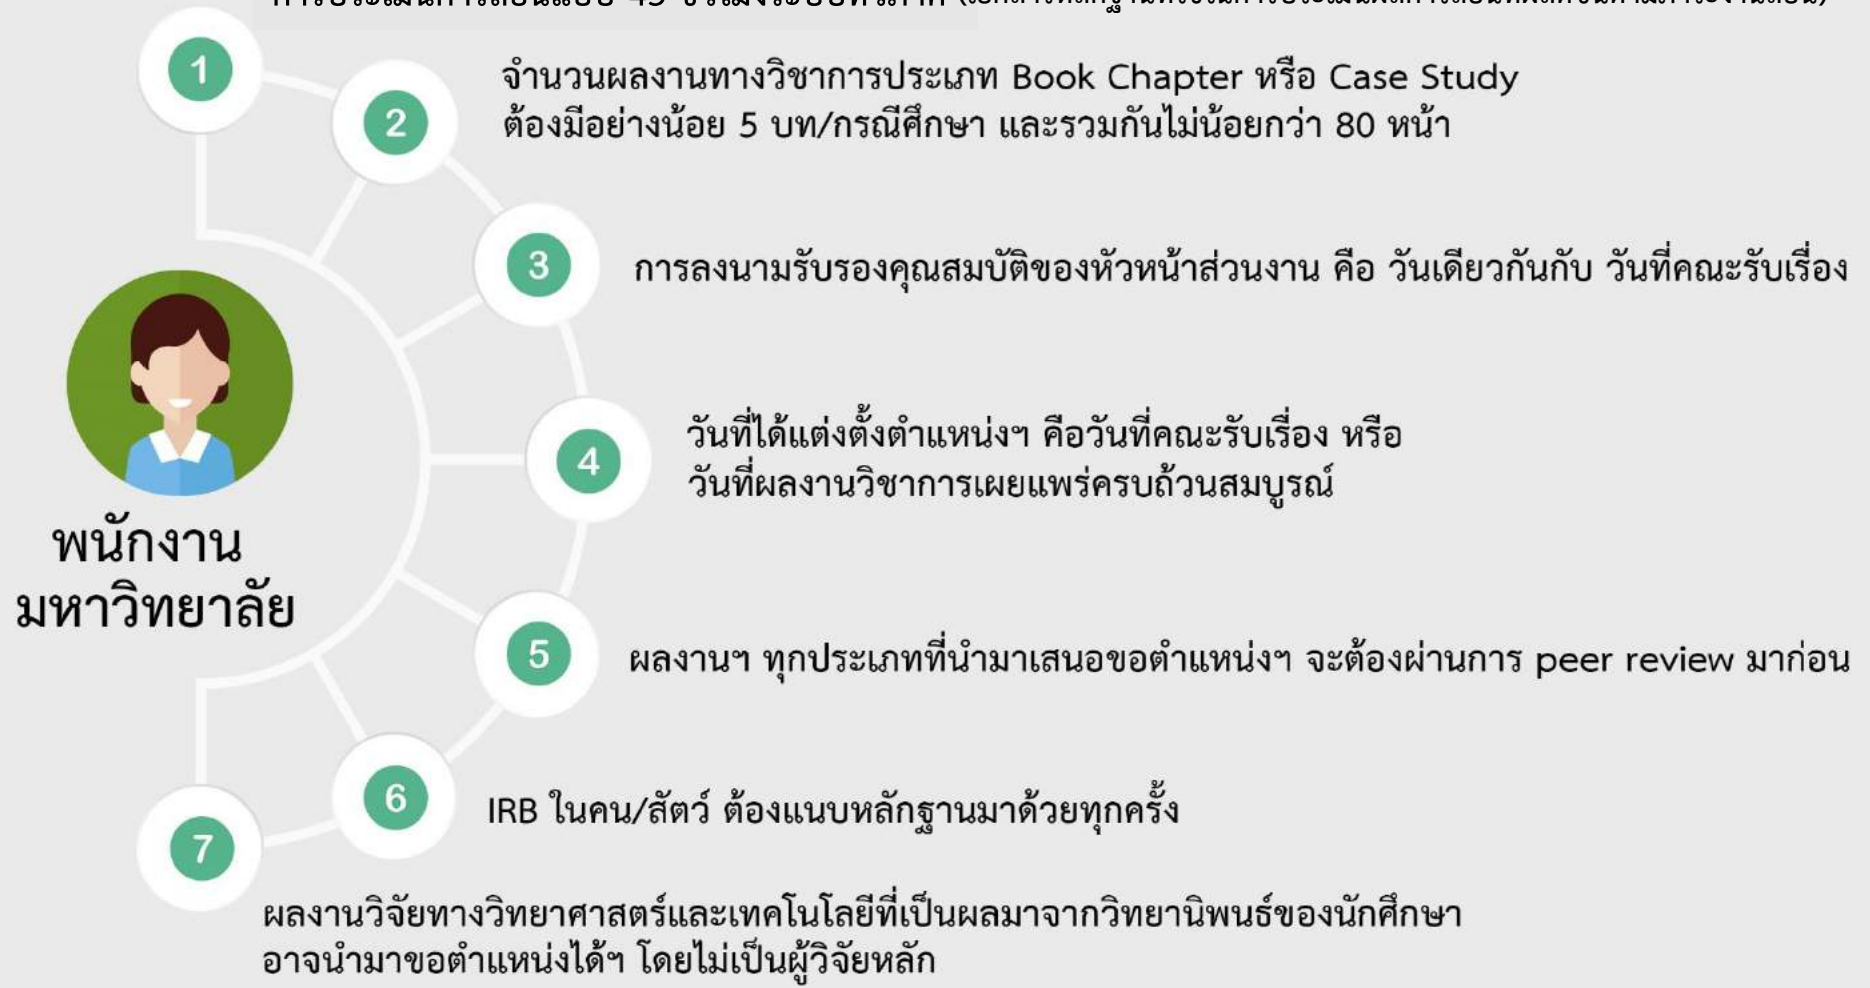 1
2
จำนวนผลงานทางวิชาการประเภท Book Chapter หรือ Case Study
ต้องมีอย่างน้อย 5 บท/กรณีศึกษา และรวมกันไม่น้อยกว่า 80 หน้า
3
การลงนามรับรองคุณสมบัติของหัวหน้าส่วนงาน คือ วันเดียวกันกับ วันที่คณะรับเรื่อง
4
วันที่ได้แต่งตั้งตำแหน่งฯ คือวันที่คณะรับเรื่อง หรือ
วันที่ผลงานวิชาการเผยแพร่ครบถ้วนสมบูรณ์
พนักงาน
มหาวิทยาลัย
5
ผลงานฯ ทุกประเภทที่นำมาเสนอขอตำแหน่งฯ จะต้องผ่านการ peer review มาก่อน
6
IRB ในคน/สัตว์ ต้องแนบหลักฐานมาด้วยทุกครั้ง
7
ผลงานวิจัยทางวิทยาศาสตร์และเทคโนโลยีที่เป็นผลมาจากวิทยานิพนธ์ของนักศึกษา
อาจนำมาขอตำแหน่งได้ฯ โดยไม่เป็นผู้วิจัยหลัก